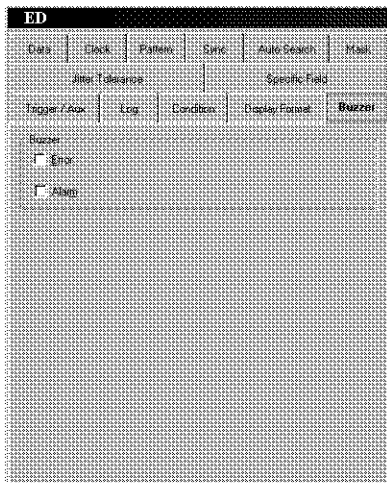 ED
Data Clock Pattern Sync Auto Search Mask
Jitter Tolerance Specific Field
Trigger / Aux Log Condition Display Format Buzzer
Buzzer
Error
Alarm